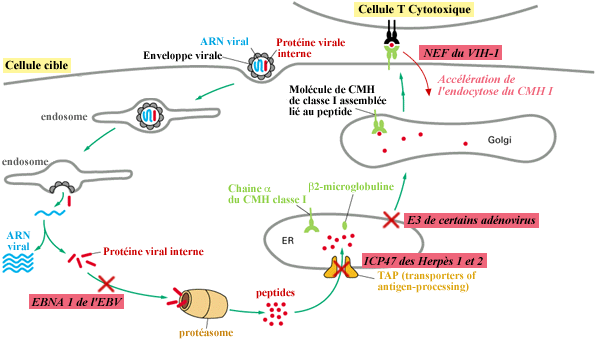 Cellule T Cytotoxique
ARN viral
Protéine virale
interne
Enveloppe virale
NEF du VIH-1
Cellule cible
Accélération de
l'endocytose du CMH I
Molécule de CMH
de classe I assemblée
lié au peptide
endosome
Golgi
endosome
Chaine α
du CMH classe I
β2-microglobuline
E3 de certains adénovirus
ER
ARN
viral
Protéine viral interne
ICP47 des Herpès 1 et 2
TAP (transporters of
antigen-processing)
EBNA 1 de l'EBV
peptides
protéasome